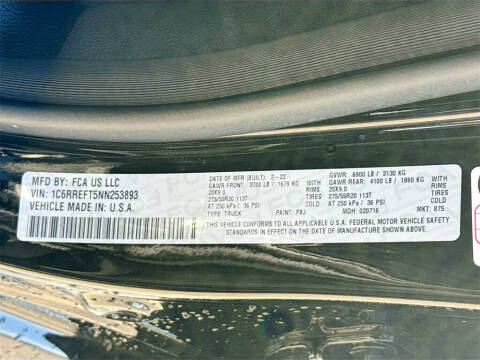 MFD BY: FCA US LLC
VIN: 1C6RREFT5NN253893
VEHICLE MADE IN: U.S.A.
DATE OF MFR (BUILT): 2-22 GVWR: 6900 LB / 3130 KG
GAWR FRONT: 3700 LB / 1679 KG WITH GAWR REAR: 4100 LB / 1860 KG WITH
20X9.0 RIMS 20X9.0 RIMS
275/55R20 113T TIRES 275/55R20 113T TIRES
AT 250 kPa / 36 PSI COLD AT 250 kPa / 36 PSI COLD
TYPE: TRUCK PAINT: PXJ MDH: 020716 MKT: 875
THIS VEHICLE CONFORMS TO ALL APPLICABLE U.S.A. FEDERAL MOTOR VEHICLE SAFETY
STANDARDS IN EFFECT ON THE DATE OF MANUFACTURE SHOWN ABOVE.